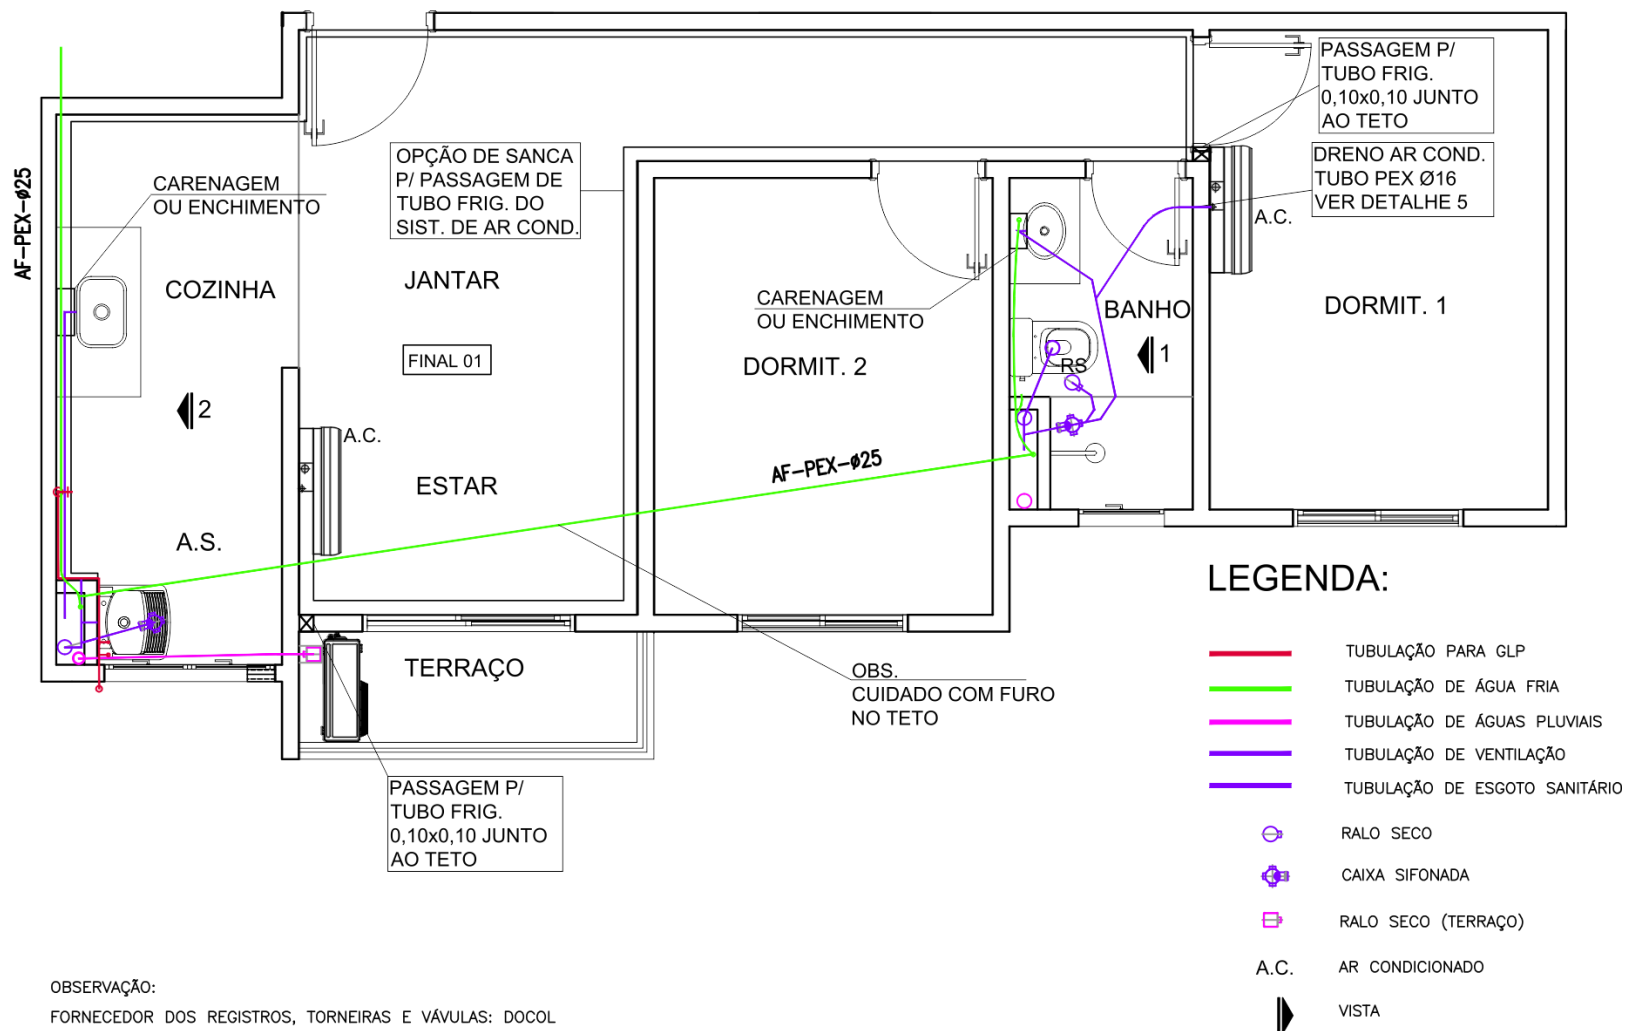 PASSAGEM P/
TUBO FRIG.
0,10x0,10 JUNTO
AO TETO
OPÇÃO DE SANCA
P/ PASSAGEM DE
TUBO FRIG. DO
SIST. DE AR COND.
DRENO AR COND.
TUBO PEX Ø16
VER DETALHE 5
AF-PEX-ø25
CARENAGEM
OU ENCHIMENTO
A.C.
COZINHA
JANTAR
CARENAGEM
OU ENCHIMENTO
BANHO
DORMIT. 1
FINAL 01
DORMIT. 2
RS
1
2
A.C.
AF-PEX-ø25
ESTAR
A.S.
TERRAÇO
OBS.
CUIDADO COM FURO
NO TETO
PASSAGEM P/
TUBO FRIG.
0,10x0,10 JUNTO
AO TETO
LEGENDA:
TUBULAÇÃO PARA GLP
TUBULAÇÃO DE ÁGUA FRIA
TUBULAÇÃO DE ÁGUAS PLUVIAIS
TUBULAÇÃO DE VENTILAÇÃO
TUBULAÇÃO DE ESGOTO SANITÁRIO
RALO SECO
CAIXA SIFONADA
RALO SECO (TERRAÇO)
A.C. AR CONDICIONADO
VISTA
OBSERVAÇÃO:
FORNECEDOR DOS REGISTROS, TORNEIRAS E VÁVULAS: DOCOL